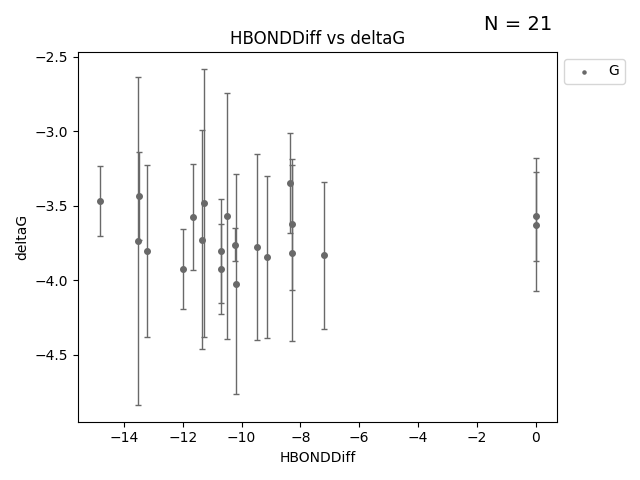 N = 21
HBONDDiff vs deltaG
G
deltaG
−2.5
−3.0
−3.5
−4.0
−4.5
−14 −12 −10 −8 −6 −4 −2 0
HBONDDiff